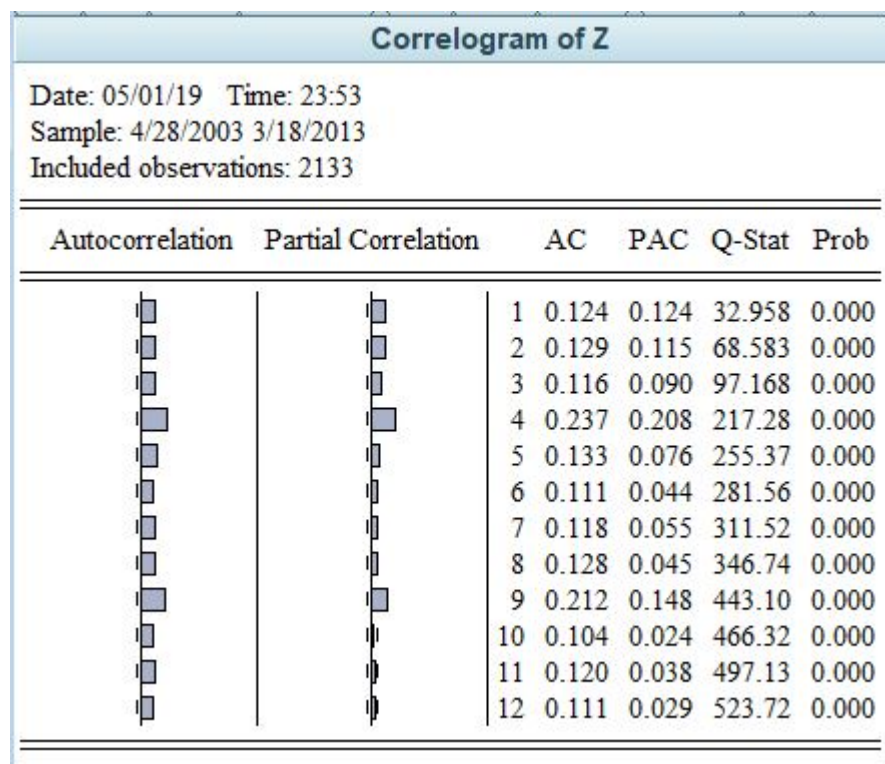 Correlogram of Z
Date: 05/01/19 Time: 23:53
Sample: 4/28/2003 3/18/2013
Included observations: 2133
Autocorrelation Partial Correlation AC PAC Q-Stat Prob
1 0.124 0.124 32.958 0.000
2 0.129 0.115 68.583 0.000
3 0.116 0.090 97.168 0.000
4 0.237 0.208 217.28 0.000
5 0.133 0.076 255.37 0.000
6 0.111 0.044 281.56 0.000
7 0.118 0.055 311.52 0.000
8 0.128 0.045 346.74 0.000
9 0.212 0.148 443.10 0.000
10 0.104 0.024 466.32 0.000
11 0.120 0.038 497.13 0.000
12 0.111 0.029 523.72 0.000